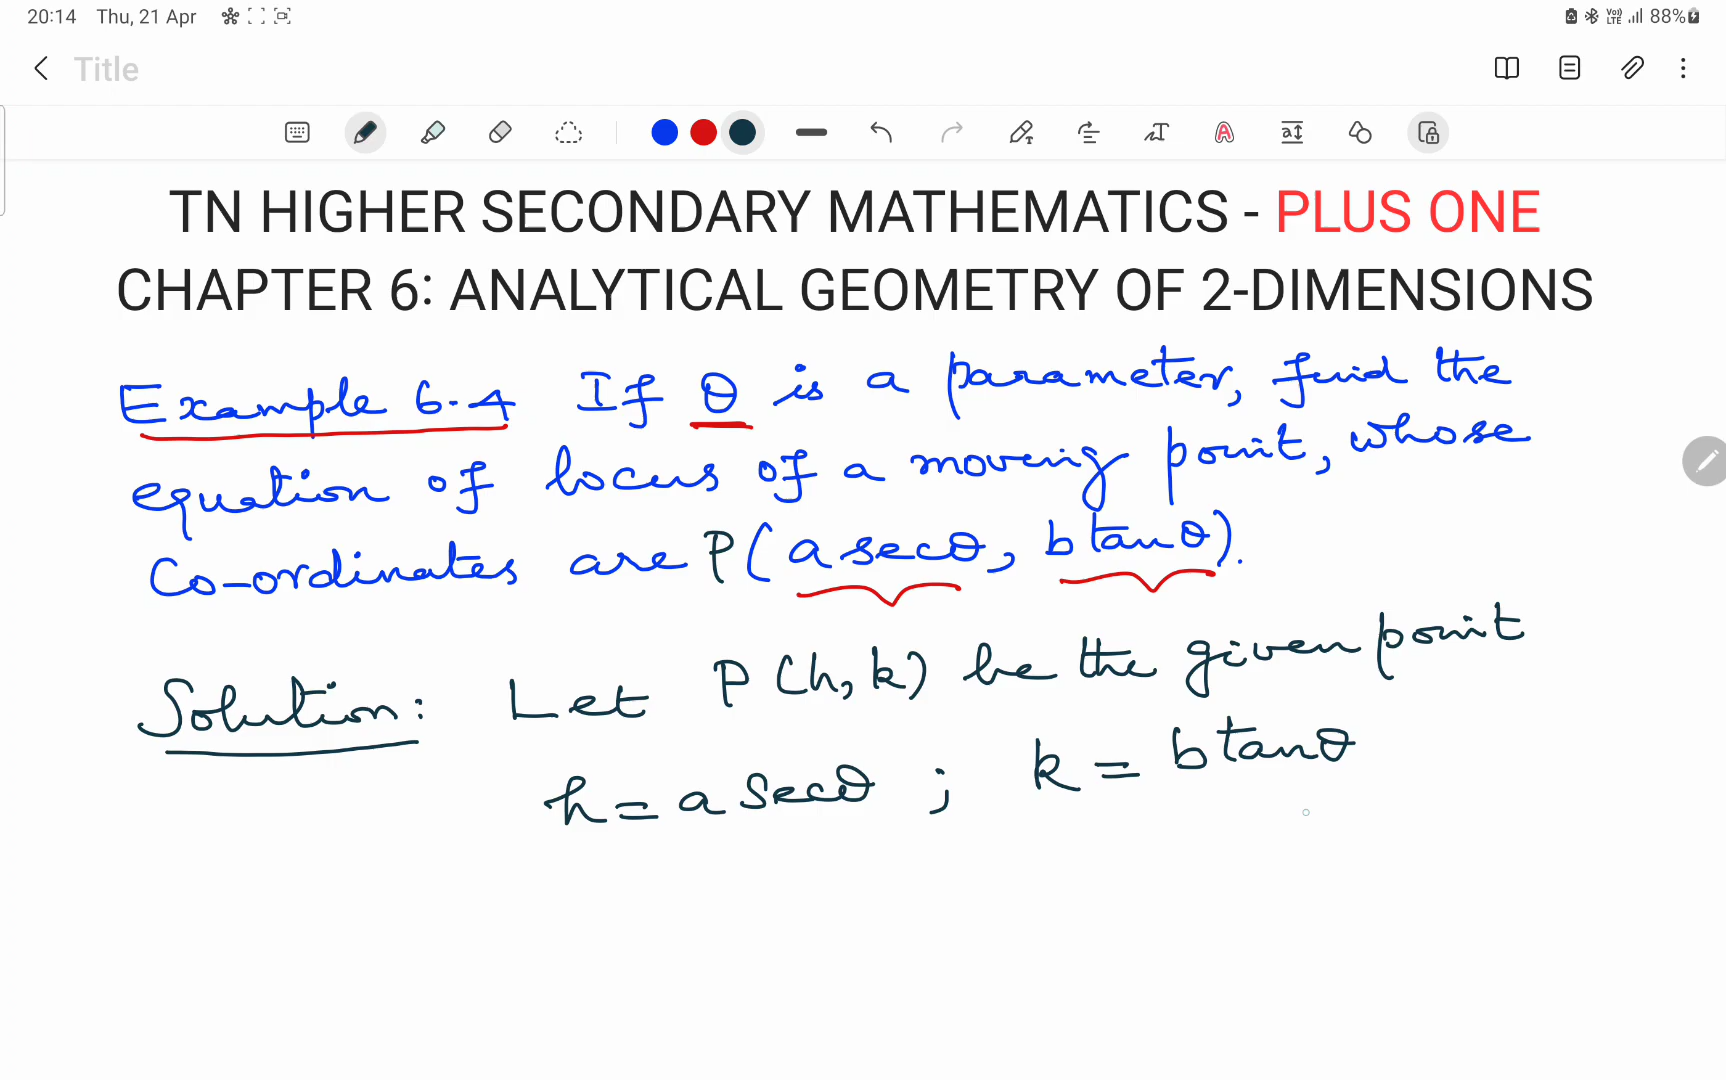 20:14 Thu, 21 Apr 88%
Title
TN HIGHER SECONDARY MATHEMATICS - PLUS ONE
CHAPTER 6: ANALYTICAL GEOMETRY OF 2-DIMENSIONS
Example 6.4 If θ is a parameter, find the
equation of locus of a moving point, whose
Co-ordinates are P(a secθ, b tanθ).
Solution: Let P(h, k) be the given point
h = a secθ ; k = b tanθ